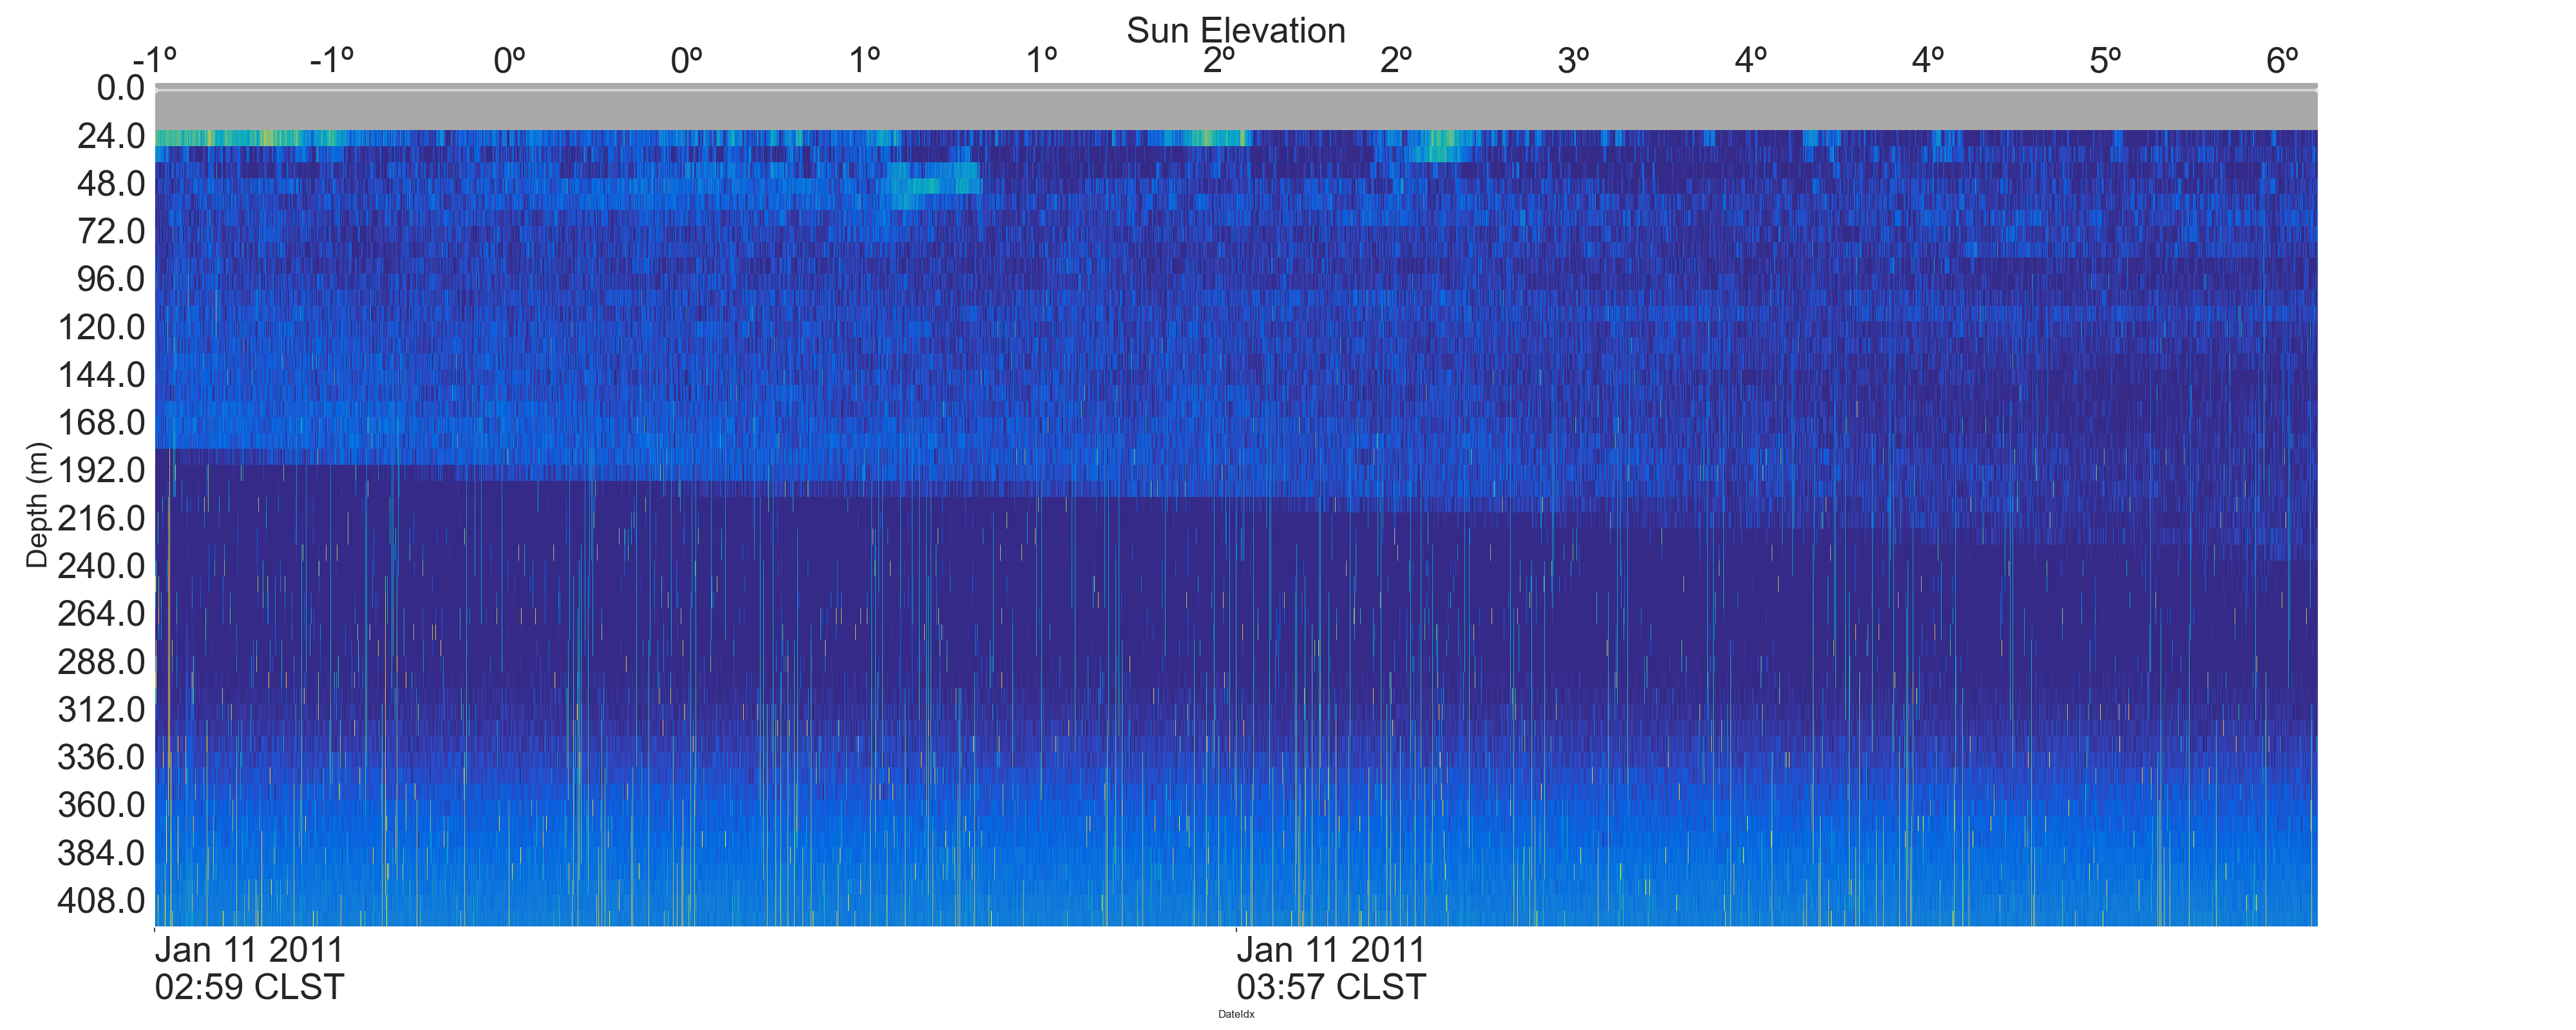 Sun Elevation
-1º -1º 0º 0º 1º 1º 2º 2º 3º 4º 4º 5º 6º
0.0
24.0
48.0
72.0
96.0
120.0
144.0
168.0
192.0
216.0
240.0
264.0
288.0
312.0
336.0
360.0
384.0
408.0
Depth (m)
Jan 11 2011
02:59 CLST
Jan 11 2011
03:57 CLST
DateIdx